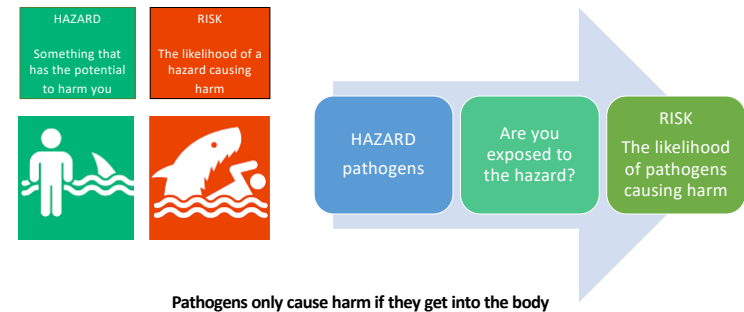 HAZARD
Something that
has the potential
to harm you
RISK
The likelihood of a
hazard causing
harm
HAZARD
pathogens
Are you
exposed to
the hazard?
RISK
The likelihood
of pathogens
causing harm
Pathogens only cause harm if they get into the body